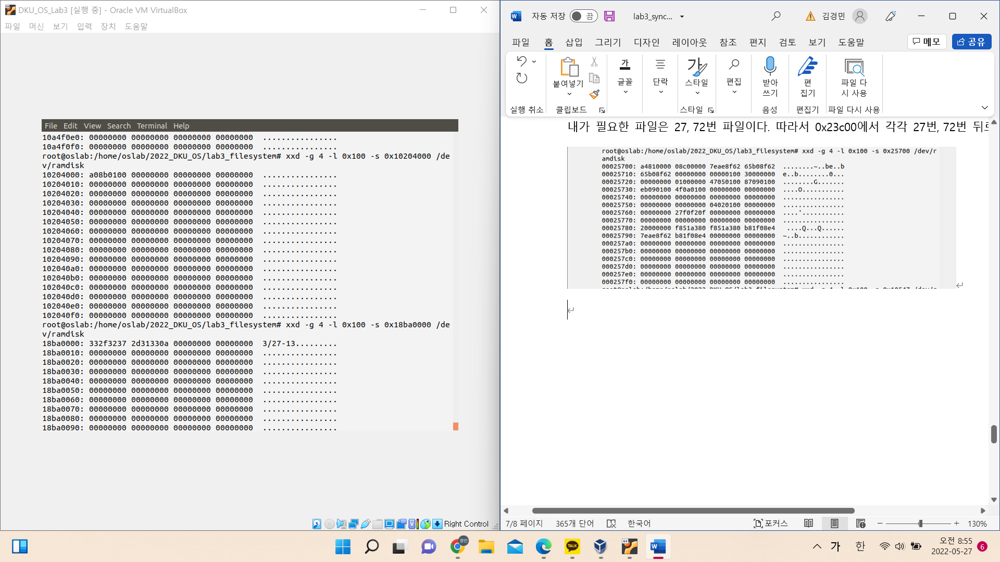 DKU_OS_Lab3 [실행 중] - Oracle VM VirtualBox
파일 머신 보기 입력 장치 도움말
File Edit View Search Terminal Help
10a4f0e0: 00000000 00000000 00000000 00000000 ................
10a4f0f0: 00000000 00000000 00000000 00000000 ................
root@oslab:/home/oslab/2022_DKU_OS/lab3_filesystem# xxd -g 4 -l 0x100 -s 0x10204000 /de
v/ramdisk
10204000: a08b0100 00000000 00000000 00000000 ................
10204010: 00000000 00000000 00000000 00000000 ................
10204020: 00000000 00000000 00000000 00000000 ................
10204030: 00000000 00000000 00000000 00000000 ................
10204040: 00000000 00000000 00000000 00000000 ................
10204050: 00000000 00000000 00000000 00000000 ................
10204060: 00000000 00000000 00000000 00000000 ................
10204070: 00000000 00000000 00000000 00000000 ................
10204080: 00000000 00000000 00000000 00000000 ................
10204090: 00000000 00000000 00000000 00000000 ................
102040a0: 00000000 00000000 00000000 00000000 ................
102040b0: 00000000 00000000 00000000 00000000 ................
102040c0: 00000000 00000000 00000000 00000000 ................
102040d0: 00000000 00000000 00000000 00000000 ................
102040e0: 00000000 00000000 00000000 00000000 ................
102040f0: 00000000 00000000 00000000 00000000 ................
root@oslab:/home/oslab/2022_DKU_OS/lab3_filesystem# xxd -g 4 -l 0x100 -s 0x18ba0000 /de
v/ramdisk
18ba0000: 332f3237 2d31330a 00000000 00000000 3/27-13.........
18ba0010: 00000000 00000000 00000000 00000000 ................
18ba0020: 00000000 00000000 00000000 00000000 ................
18ba0030: 00000000 00000000 00000000 00000000 ................
18ba0040: 00000000 00000000 00000000 00000000 ................
18ba0050: 00000000 00000000 00000000 00000000 ................
18ba0060: 00000000 00000000 00000000 00000000 ................
18ba0070: 00000000 00000000 00000000 00000000 ................
18ba0080: 00000000 00000000 00000000 00000000 ................
18ba0090: 00000000 00000000 00000000 00000000 ................
Right Control
자동 저장 끔 lab3_sync... 김경민
파일 홈 삽입 그리기 디자인 레이아웃 참조 편지 검토 보기 도움말 메모 공유
붙여넣기 글꼴 단락 스타일 편집 받아쓰기 편집기 파일 다시 사용
실행 취소 클립보드 스타일 음성 편집기 파일 다시 사용
내가 필요한 파일은 27, 72번 파일이다. 따라서 0x23c00에서 각각 27번, 72번 뒤로
root@oslab:/home/oslab/2022_DKU_OS/lab3_filesystem# xxd -g 4 -l 0x100 -s 0x25700 /dev/r
amdisk
00025700: a4810000 08c00000 7eae8f62 65b08f62 ........~..be..b
00025710: 65b08f62 00000000 00000100 30000000 e..b........0...
00025720: 00000000 01000000 47050100 87090100 ........G.......
00025730: eb090100 4f0a0100 00000000 00000000 ....O...........
00025740: 00000000 00000000 00000000 00000000 ................
00025750: 00000000 00000000 04020100 00000000 ................
00025760: 00000000 27f0f20f 00000000 00000000 ....'...........
00025770: 00000000 00000000 00000000 00000000 ................
00025780: 20000000 f851a380 f851a380 b81f08e4  ....Q...Q......
00025790: 7eae8f62 b81f08e4 00000000 00000000 ~..b............
000257a0: 00000000 00000000 00000000 00000000 ................
000257b0: 00000000 00000000 00000000 00000000 ................
000257c0: 00000000 00000000 00000000 00000000 ................
000257d0: 00000000 00000000 00000000 00000000 ................
000257e0: 00000000 00000000 00000000 00000000 ................
000257f0: 00000000 00000000 00000000 00000000 ................
7/8 페이지 365개 단어 한국어 포커스 130%
가 한 오전 8:55
2022-05-27 6